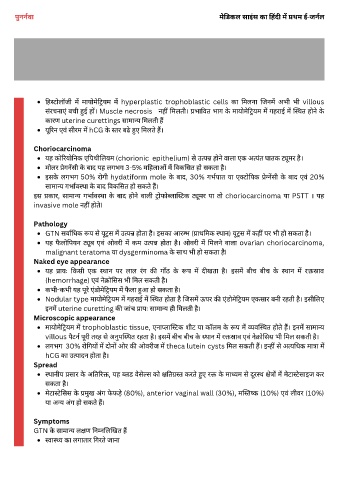 पुनर्नवा
मेडिकल साइंस का हिंदी में प्रथम ई-जर्नल
• हिस्टोलॉजी में मायोमेट्रियम में hyperplastic trophoblastic cells का मिलना जिनमें अभी भी villous
संरचनाएं बची हुई हों। Muscle necrosis नहीं मिलती। प्रभावित भाग के मायोमेट्रियम में गहराई में स्थित होने के
कारण uterine curettings सामान्य मिलती हैं
• यूरिन एवं सीरम में hCG के स्तर बढ़े हुए मिलते हैं।
Choriocarcinoma
• यह कोरियोनिक एपिथीलियम (chorionic epithelium) से उत्पन्न होने वाला एक अत्यंत घातक ट्यूमर है।
• मोलर प्रेगनेंसी के बाद यह लगभग 3-5% महिलाओं में विकसित हो सकता है।
• इसके लगभग 50% रोगी hydatiform mole के बाद, 30% गर्भपात या एक्टोपिक प्रेग्नेंसी के बाद एवं 20%
सामान्य गर्भावस्था के बाद विकसित हो सकते हैं।
इस प्रकार, सामान्य गर्भावस्था के बाद होने वाली ट्रोफोब्लास्टिक ट्यूमर या तो choriocarcinoma या PSTT । यह
invasive mole नहीं होते।
Pathology
• GTN सर्वाधिक रूप से यूट्रस में उत्पन्न होता है। इसका आरम्भ (प्राथमिक स्थान) यूट्रस में कहीं पर भी हो सकता है।
• यह फैलोपियन ट्यूब एवं ओवरी में कम उत्पन्न होता है। ओवरी में मिलने वाला ovarian choriocarcinoma,
malignant teratoma या dysgerminoma के साथ भी हो सकता है।
Naked eye appearance
• यह प्रायः किसी एक स्थान पर लाल रंग की गाँठ के रूप में दीखता है। इसमें बीच बीच के स्थान में रक्तस्राव
(hemorrhage) एवं नेक्रोसिस भी मिल सकती है।
• कभी-कभी यह पूरे एंडोमेट्रियम में फैला हुआ हो सकता है।
• Nodular type मायोमेट्रियम में गहराई में स्थित होता है जिसमें ऊपर की एंडोमेट्रियम एकसार बनी रहती है। इसीलिए
इनमें uterine curetting की जांच प्रायः सामान्य ही मिलती है।
Microscopic appearance
• मायोमेट्रियम में trophoblastic tissue, एनाप्लास्टिक शीट या कॉलम के रूप में व्यवस्थित होते हैं। इनमें सामान्य
villous पैटर्न पूरी तरह से अनुपस्थित रहता है। इसमें बीच बीच के स्थान में रक्तस्राव एवं नेक्रोसिस भी मिल सकती है।
• लगभग 30% रोगियों में दोनों ओर की ओवरीज में theca lutein cysts मिल सकती हैं। इन्हीं से अत्यधिक मात्रा में
hCG का उत्पादन होता है।
Spread
• स्थानीय प्रसार के अतिरिक्त, यह ब्लड वैसेल्स को क्षतिग्रस्त करते हुए रक्त के माध्यम से दूरस्थ क्षेत्रों में मेटास्टेसाइज कर
सकता है।
• मेटास्टेसिस के प्रमुख अंग फेफड़े (80%), anterior vaginal wall (30%), मस्तिष्क (10%) एवं लीवर (10%)
या अन्य अंग हो सकते हैं।
Symptoms
GTN के सामान्य लक्षण निम्नलिखित हैं
• स्वास्थ्य का लगातार गिरते जाना